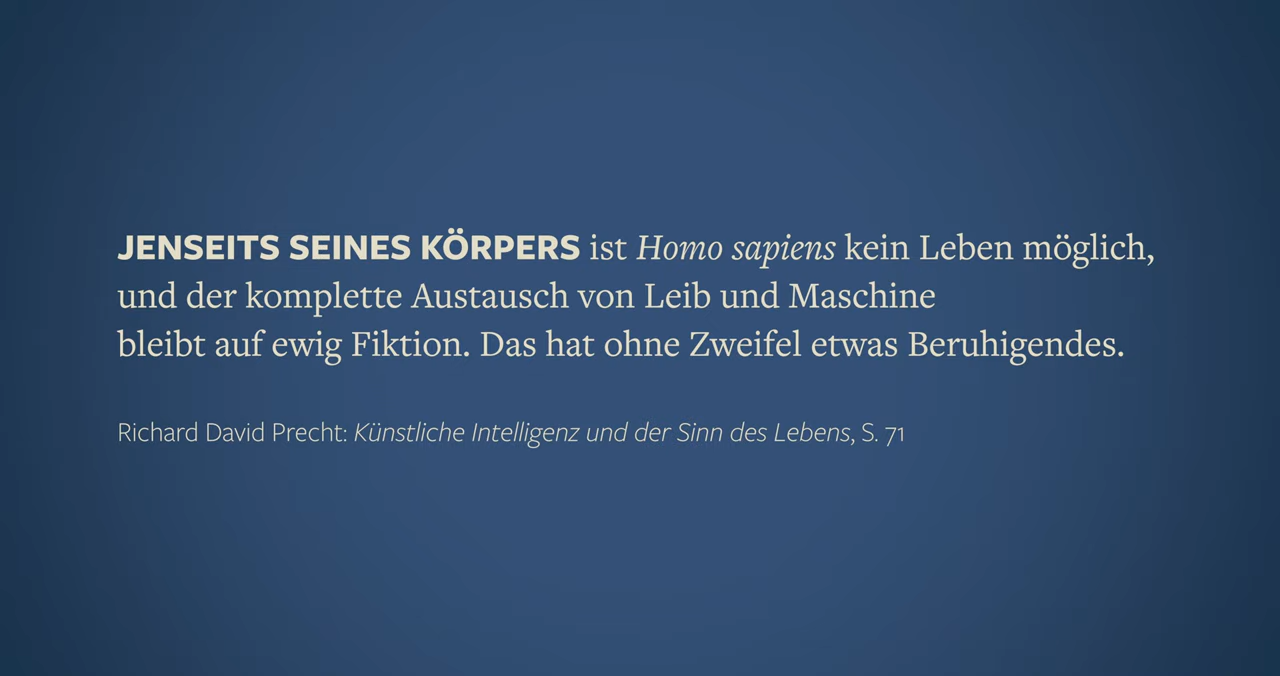 JENSEITS SEINES KÖRPERS ist Homo sapiens kein Leben möglich,
und der komplette Austausch von Leib und Maschine
bleibt auf ewig Fiktion. Das hat ohne Zweifel etwas Beruhigendes.
Richard David Precht: Künstliche Intelligenz und der Sinn des Lebens, S. 71